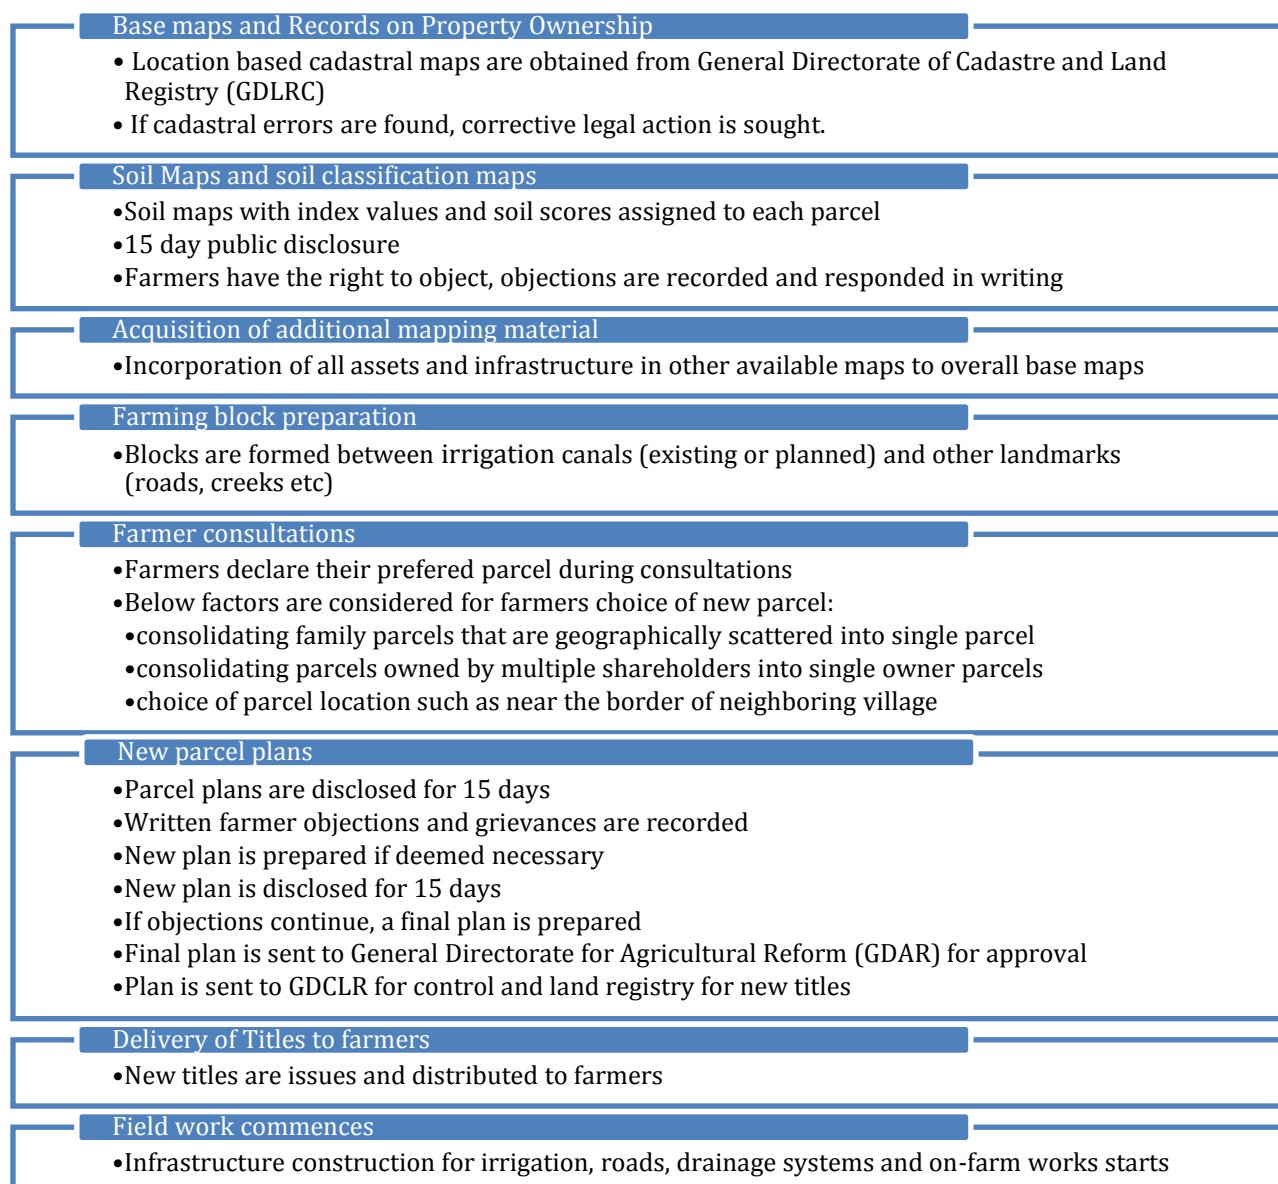 Base maps and Records on Property Ownership
• Location based cadastral maps are obtained from General Directorate of Cadastre and Land
Registry (GDLRC)
• If cadastral errors are found, corrective legal action is sought.
Soil Maps and soil classification maps
•Soil maps with index values and soil scores assigned to each parcel
•15 day public disclosure
•Farmers have the right to object, objections are recorded and responded in writing
Acquisition of additional mapping material
•Incorporation of all assets and infrastructure in other available maps to overall base maps
Farming block preparation
•Blocks are formed between irrigation canals (existing or planned) and other landmarks
(roads, creeks etc)
Farmer consultations
•Farmers declare their prefered parcel during consultations
•Below factors are considered for farmers choice of new parcel:
•consolidating family parcels that are geographically scattered into single parcel
•consolidating parcels owned by multiple shareholders into single owner parcels
•choice of parcel location such as near the border of neighboring village
New parcel plans
•Parcel plans are disclosed for 15 days
•Written farmer objections and grievances are recorded
•New plan is prepared if deemed necessary
•New plan is disclosed for 15 days
•If objections continue, a final plan is prepared
•Final plan is sent to General Directorate for Agricultural Reform (GDAR) for approval
•Plan is sent to GDCLR for control and land registry for new titles
Delivery of Titles to farmers
•New titles are issues and distributed to farmers
Field work commences
•Infrastructure construction for irrigation, roads, drainage systems and on-farm works starts